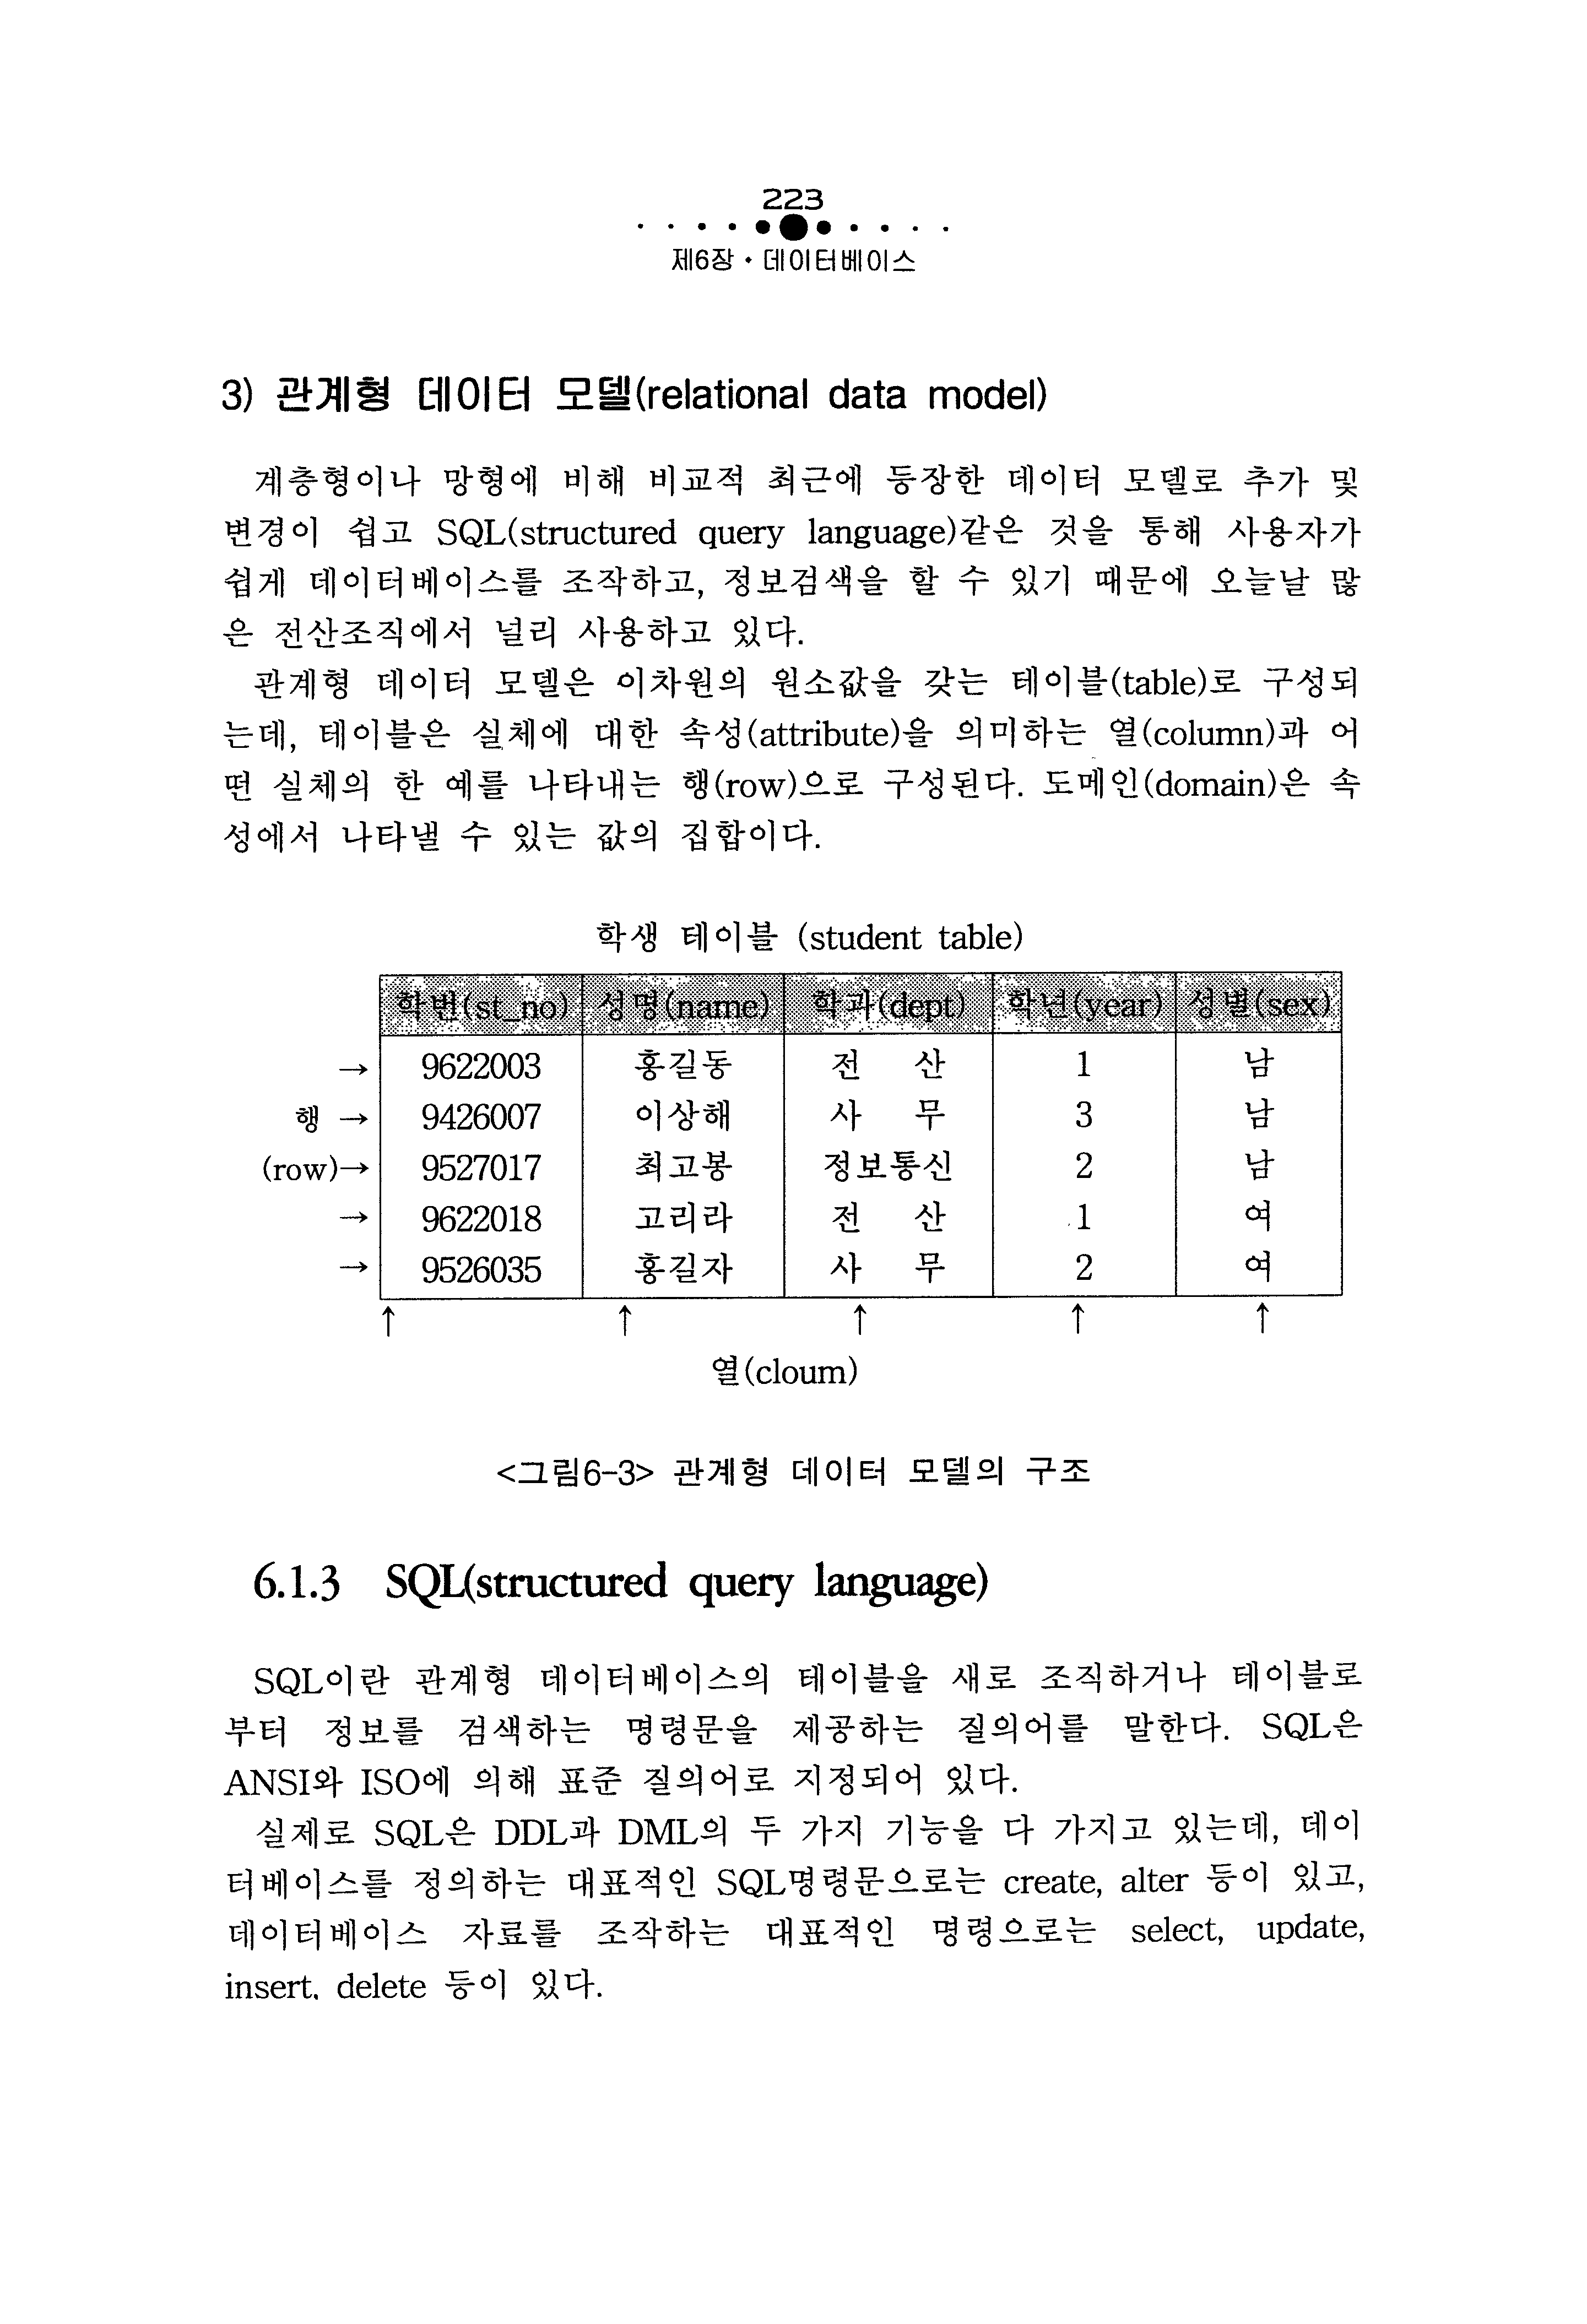 223
제6장 · 데이터베이스
3) 관계형 데이터 모델(relational data model)
계층형이나 망형에 비해 비교적 최근에 등장한 데이터 모델로 추가 및
변경이 쉽고 SQL(structured query language)같은 것을 통해 사용자가
쉽게 데이터베이스를 조작하고, 정보검색을 할 수 있기 때문에 오늘날 많
은 전산조직에서 널리 사용하고 있다.
관계형 데이터 모델은 이차원의 원소값을 갖는 테이블(table)로 구성되
는데, 테이블은 실체에 대한 속성(attribute)을 의미하는 열(column)과 어
떤 실체의 한 예를 나타내는 행(row)으로 구성된다. 도메인(domain)은 속
성에서 나타낼 수 있는 값의 집합이다.
학생 테이블 (student table)
학번(st_no) 성명(name) 학과(dept) 학년(year) 성별(sex)
→ 9622003 홍길동 전 산 1 남
행 → 9426007 이상해 사 무 3 남
(row)→ 9527017 최고봉 정보통신 2 남
→ 9622018 고리라 전 산 1 여
→ 9526035 홍길자 사 무 2 여
↑ ↑ ↑ ↑ ↑
열(cloum)
<그림6-3> 관계형 데이터 모델의 구조
6.1.3 SQL(structured query language)
SQL이란 관계형 데이터베이스의 테이블을 새로 조직하거나 테이블로
부터 정보를 검색하는 명령문을 제공하는 질의어를 말한다. SQL은
ANSI와 ISO에 의해 표준 질의어로 지정되어 있다.
실제로 SQL은 DDL과 DML의 두 가지 기능을 다 가지고 있는데, 데이
터베이스를 정의하는 대표적인 SQL명령문으로는 create, alter 등이 있고,
데이터베이스 자료를 조작하는 대표적인 명령으로는 select, update,
insert, delete 등이 있다.